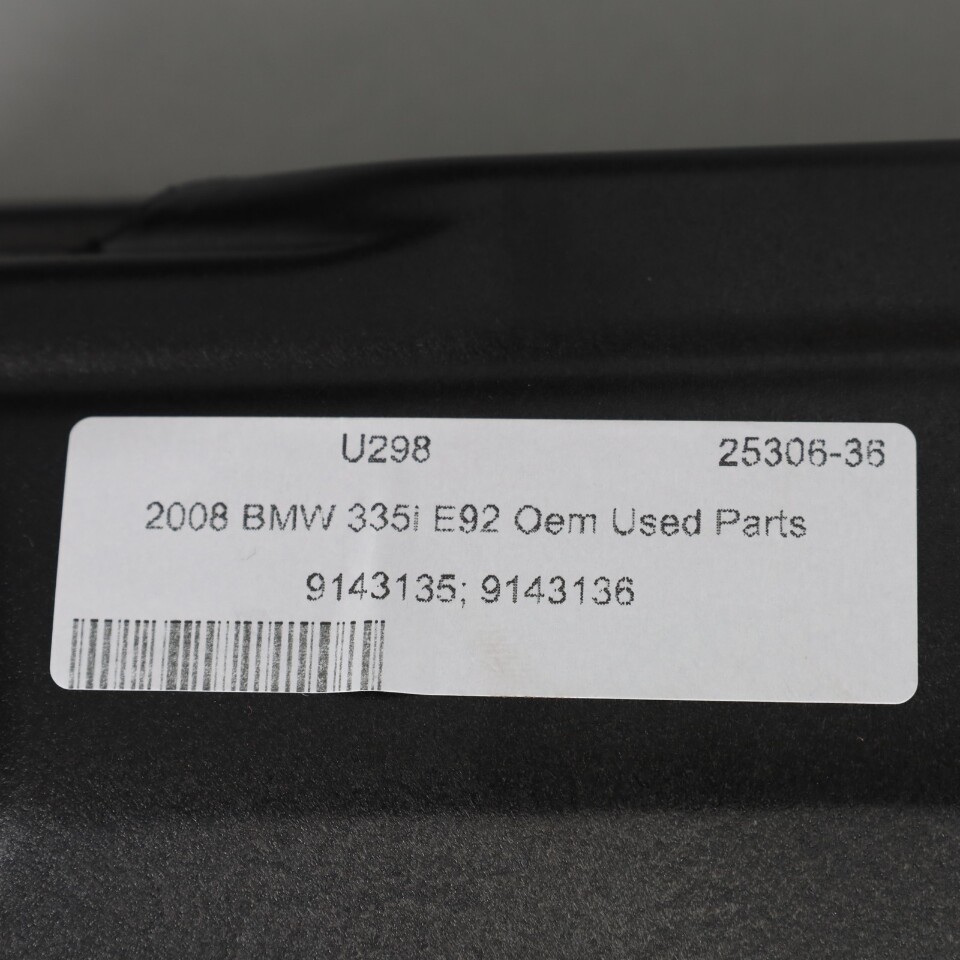 U298 25306-36
2008 BMW 335i E92 Oem Used Parts
9143135; 9143136